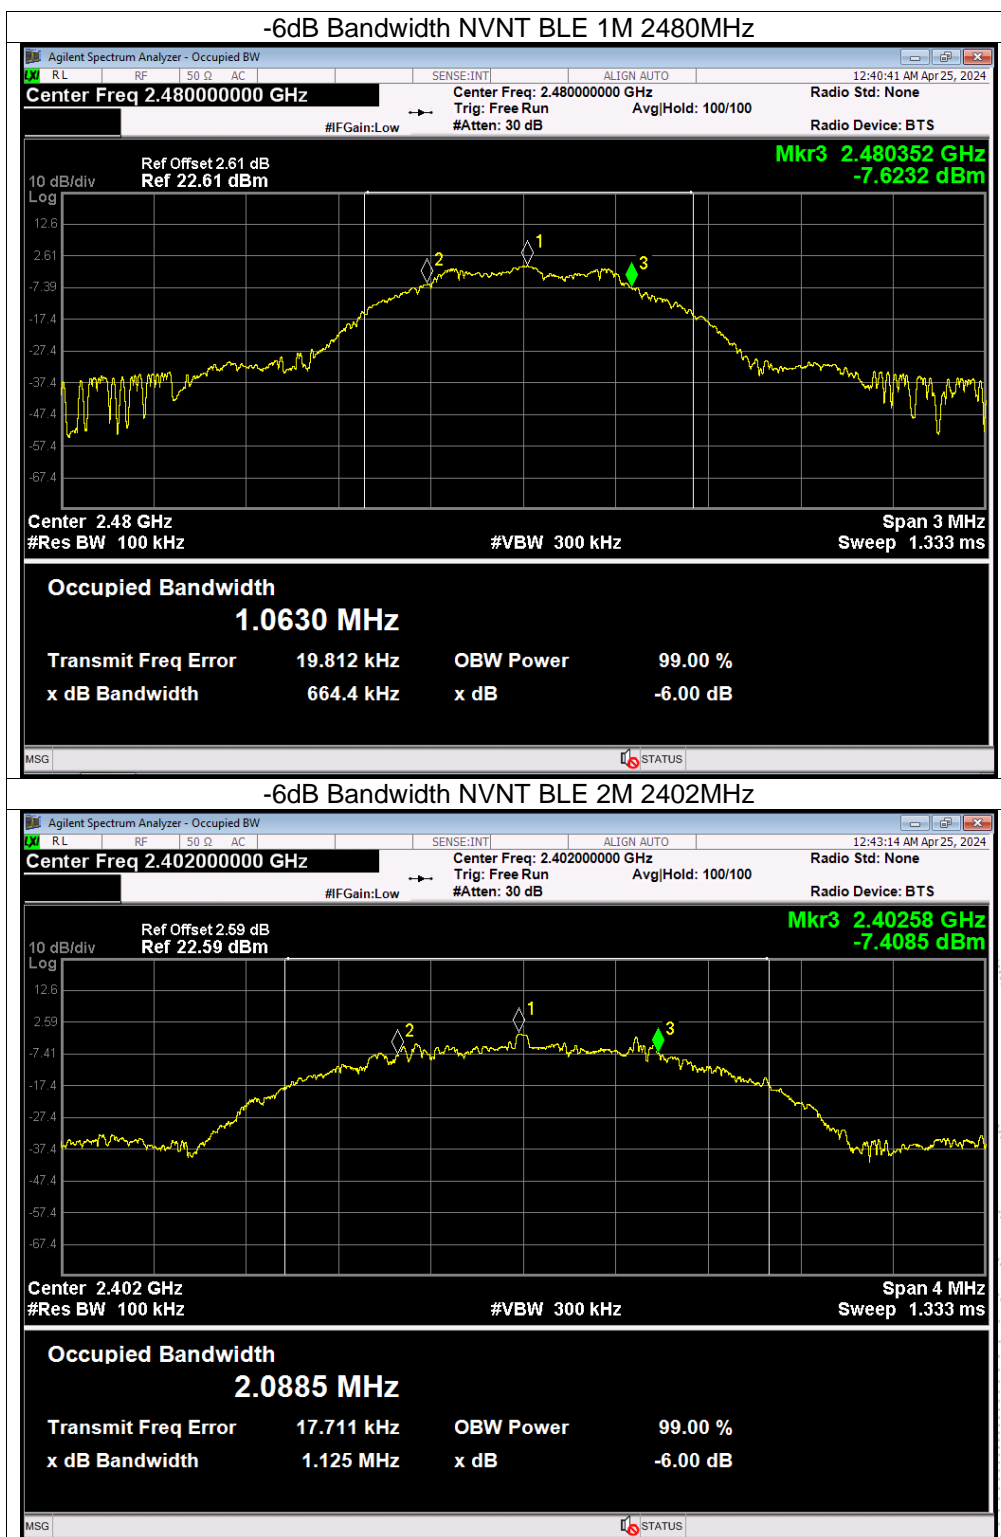 -6dB Bandwidth NVNT BLE 1M 2480MHz
Agilent Spectrum Analyzer - Occupied BW
LXI RL RF 50 Ω AC SENSE:INT ALIGN AUTO 12:40:41 AM Apr 25, 2024
Center Freq 2.480000000 GHz Center Freq: 2.480000000 GHz Radio Std: None
Trig: Free Run Avg|Hold: 100/100
#IFGain:Low #Atten: 30 dB Radio Device: BTS
Mkr3 2.480352 GHz
-7.6232 dBm
Ref Offset 2.61 dB
10 dB/div Ref 22.61 dBm
Log
12.6
2.61
-7.39
-17.4
-27.4
-37.4
-47.4
-57.4
-67.4
1
2
3
Center 2.48 GHz Span 3 MHz
#Res BW 100 kHz #VBW 300 kHz Sweep 1.333 ms
Occupied Bandwidth
1.0630 MHz
Transmit Freq Error 19.812 kHz OBW Power 99.00 %
x dB Bandwidth 664.4 kHz x dB -6.00 dB
MSG STATUS
-6dB Bandwidth NVNT BLE 2M 2402MHz
Agilent Spectrum Analyzer - Occupied BW
LXI RL RF 50 Ω AC SENSE:INT ALIGN AUTO 12:43:14 AM Apr 25, 2024
Center Freq 2.402000000 GHz Center Freq: 2.402000000 GHz Radio Std: None
Trig: Free Run Avg|Hold: 100/100
#IFGain:Low #Atten: 30 dB Radio Device: BTS
Mkr3 2.40258 GHz
-7.4085 dBm
Ref Offset 2.59 dB
10 dB/div Ref 22.59 dBm
Log
12.6
2.59
-7.41
-17.4
-27.4
-37.4
-47.4
-57.4
-67.4
1
2
3
Center 2.402 GHz Span 4 MHz
#Res BW 100 kHz #VBW 300 kHz Sweep 1.333 ms
Occupied Bandwidth
2.0885 MHz
Transmit Freq Error 17.711 kHz OBW Power 99.00 %
x dB Bandwidth 1.125 MHz x dB -6.00 dB
MSG STATUS